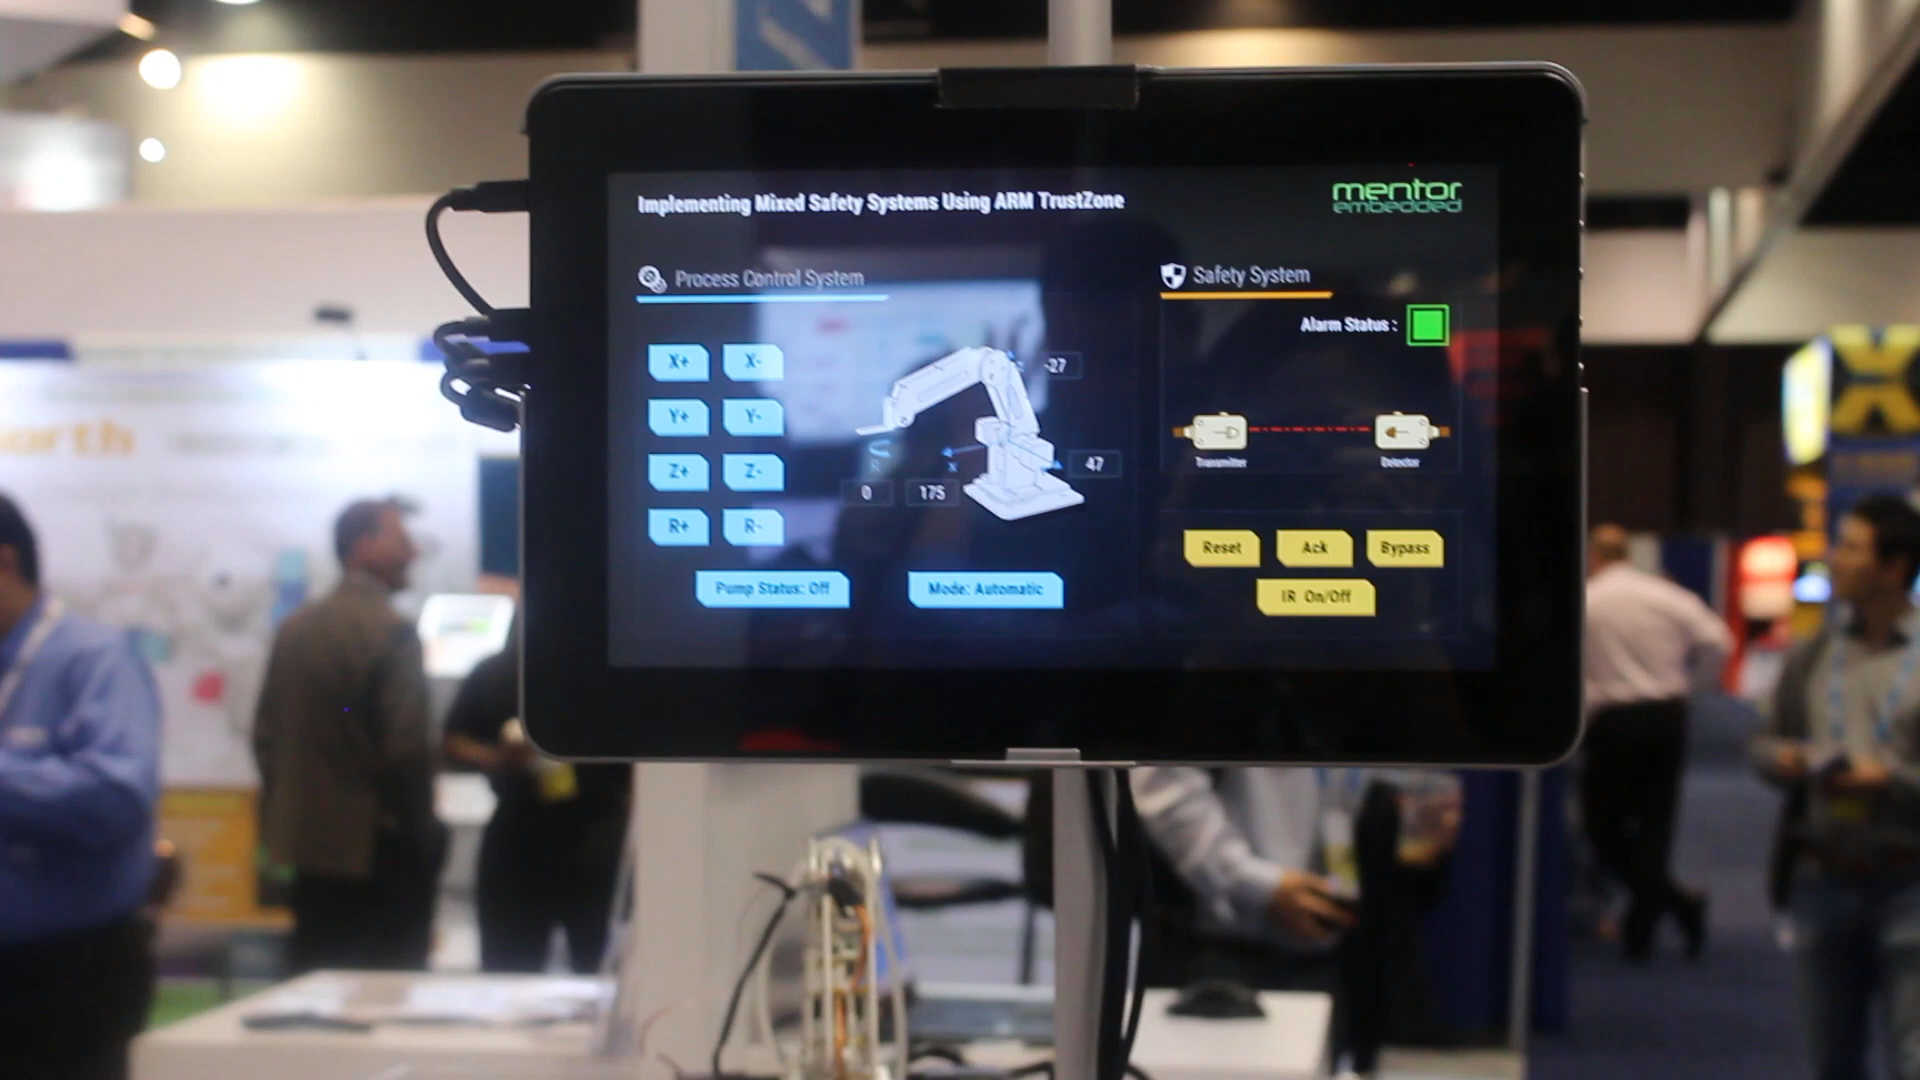 Implementing Mixed Safety Systems Using ARM TrustZone
mentor
embedded
Process Control System
Safety System
Alarm Status :
X+ X-
-27
Y+ Y-
Z+ Z-
R
X
47
0 175
Transmitter
Detector
R+ R-
Reset Ack Bypass
Pump Status: Off
Mode: Automatic
IR On/Off
orth